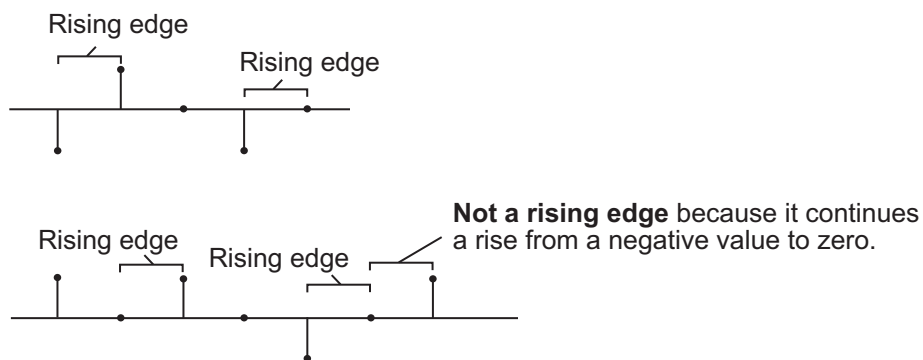 Rising edge
Rising edge
Not a rising edge because it continues
a rise from a negative value to zero.
Rising edge
Rising edge